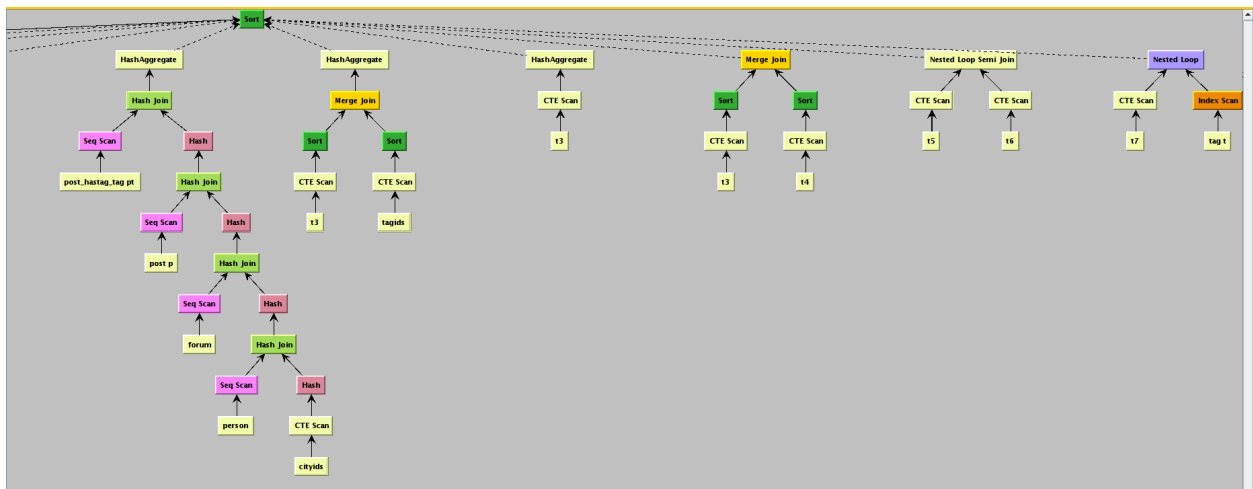 Sort
HashAggregate HashAggregate HashAggregate Merge Join Nested Loop Semi Join Nested Loop
Hash Join Merge Join CTE Scan Sort Sort CTE Scan CTE Scan CTE Scan Index Scan
Seq Scan Hash Sort Sort t3 CTE Scan CTE Scan t5 t6 t7 tag t
post_hastag_tag pt Hash Join CTE Scan CTE Scan t3 t4
Seq Scan Hash t3 tagids
post p Hash Join
Seq Scan Hash
forum Hash Join
Seq Scan Hash
person CTE Scan
cityids